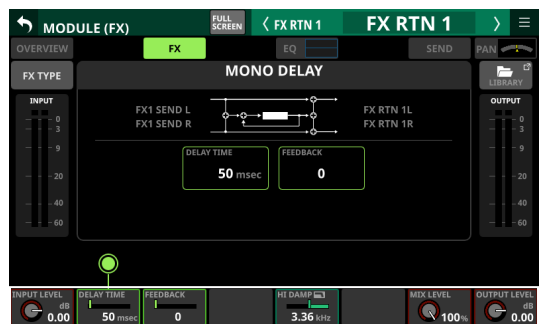 MODULE (FX)
FULL
SCREEN
FX RTN 1
FX RTN 1
OVERVIEW
FX
EQ
SEND
PAN
FX TYPE
MONO DELAY
LIBRARY
INPUT
OUTPUT
FX1 SEND L
FX1 SEND R
FX RTN 1L
FX RTN 1R
0
3
9
20
40
60
0
3
9
20
40
60
DELAY TIME
50 msec
FEEDBACK
0
INPUT LEVEL
dB
0.00
DELAY TIME
50 msec
FEEDBACK
0
HI DAMP
3.36 kHz
MIX LEVEL
100%
OUTPUT LEVEL
dB
0.00